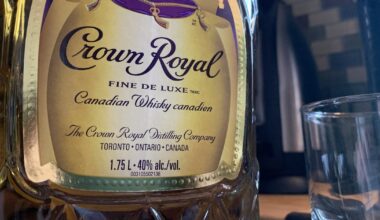 Crown Royal
FINE DE LUXE
Canadian Whisky canadien
The Crown Royal Distilling Company
TORONTO • ONTARIO • CANADA
1.75 L • 40% alc./vol.